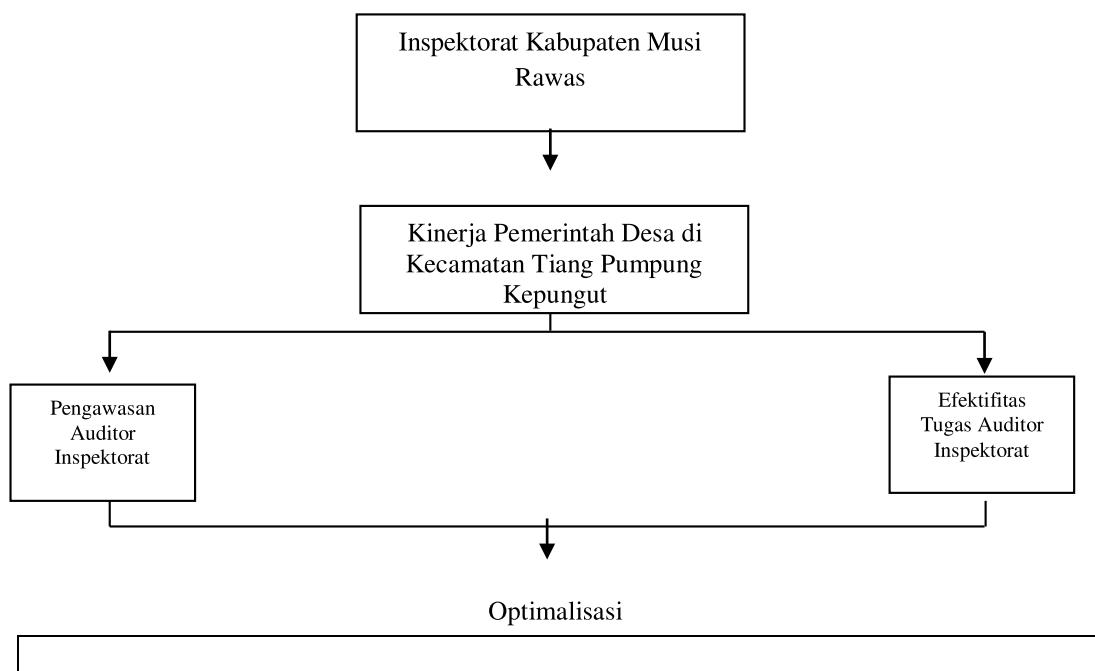 Inspektorat Kabupaten Musi
Rawas
Kinerja Pemerintah Desa di
Kecamatan Tiang Pumpung
Kepungut
Pengawasan
Auditor
Inspektorat
Efektifitas
Tugas Auditor
Inspektorat
Optimalisasi